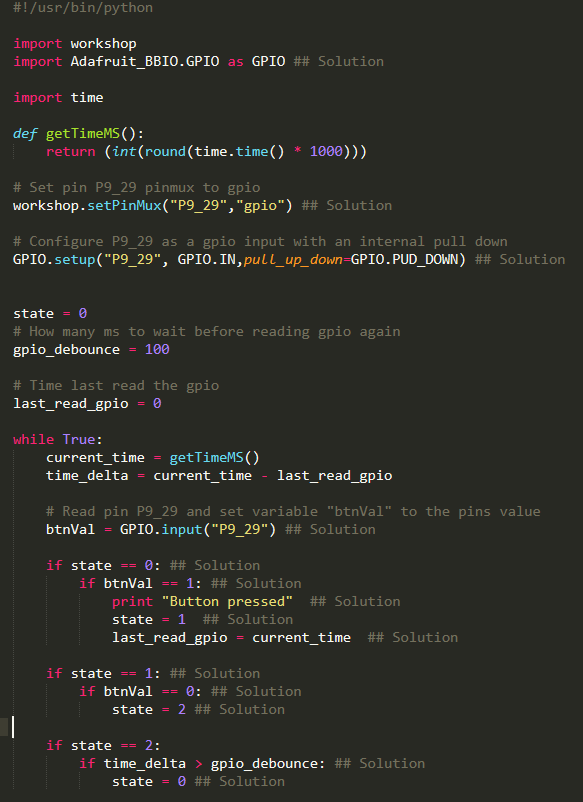 #!/usr/bin/python
import workshop
import Adafruit_BBIO.GPIO as GPIO ## Solution
import time
def getTimeMS():
    return (int(round(time.time() * 1000)))
# Set pin P9_29 pinmux to gpio
workshop.setPinMux("P9_29","gpio") ## Solution
# Configure P9_29 as a gpio input with an internal pull down
GPIO.setup("P9_29", GPIO.IN,pull_up_down=GPIO.PUD_DOWN) ## Solution
state = 0
# How many ms to wait before reading gpio again
gpio_debounce = 100
# Time last read the gpio
last_read_gpio = 0
while True:
    current_time = getTimeMS()
    time_delta = current_time - last_read_gpio
    # Read pin P9_29 and set variable "btnVal" to the pins value
    btnVal = GPIO.input("P9_29") ## Solution
    if state == 0: ## Solution
        if btnVal == 1: ## Solution
            print "Button pressed"  ## Solution
            state = 1  ## Solution
            last_read_gpio = current_time  ## Solution
    if state == 1: ## Solution
        if btnVal == 0: ## Solution
            state = 2 ## Solution
    if state == 2:
        if time_delta > gpio_debounce: ## Solution
            state = 0 ## Solution